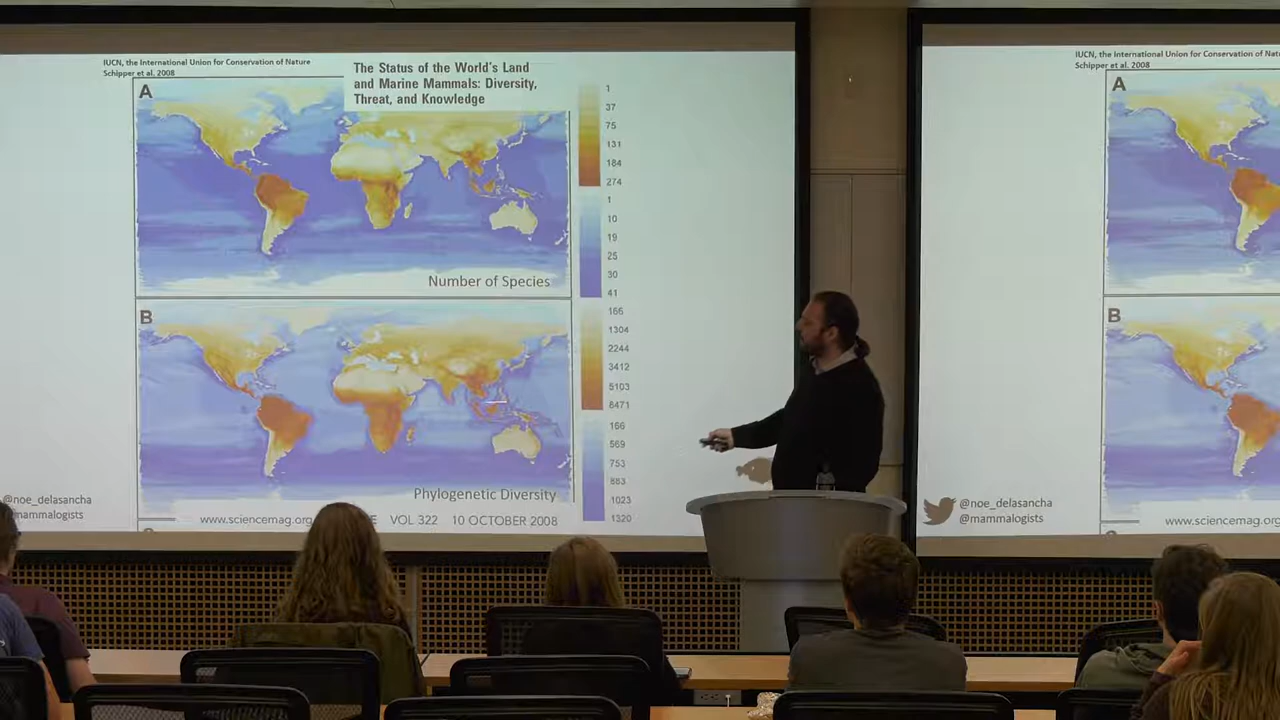 IUCN, the International Union for Conservation of Nature
Schipper et al. 2008
The Status of the World's Land
and Marine Mammals: Diversity,
Threat, and Knowledge
A
1
37
75
131
184
274
1
10
19
25
30
41
Number of Species
B
166
1304
2244
3412
5103
6471
166
569
753
883
1023
1320
Phylogenetic Diversity
www.sciencemag.org
VOL 322 10 OCTOBER 2008
@noe_delasancha
mammalogists
IUCN, the International Union for Conservation of
Schipper et al. 2008
A
B
@noe_delasancha
@mammalogists
www.sciencemag.org